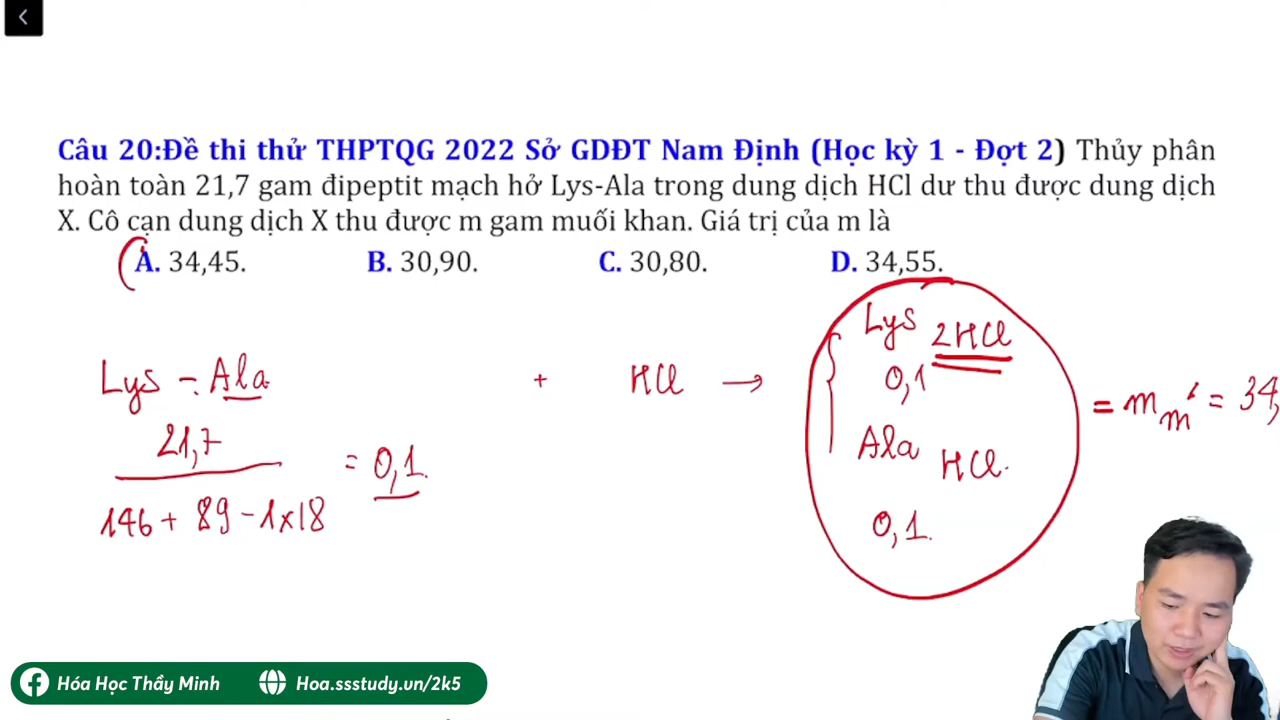 Câu 20:Đề thi thử THPTQG 2022 Sở GDĐT Nam Định (Học kỳ 1 - Đợt 2) Thủy phân
hoàn toàn 21,7 gam đipeptit mạch hở Lys-Ala trong dung dịch HCl dư thu được dung dịch
X. Cô cạn dung dịch X thu được m gam muối khan. Giá trị của m là
A. 34,45. B. 30,90. C. 30,80. D. 34,55.
Lys - Ala + HCl → Lys 2HCl
0,1
Ala HCl.
0,1.
= m m' = 34,
21,7
146 + 89 - 1x18
= 0,1.
Hóa Học Thầy Minh
Hoa.ssstudy.vn/2k5